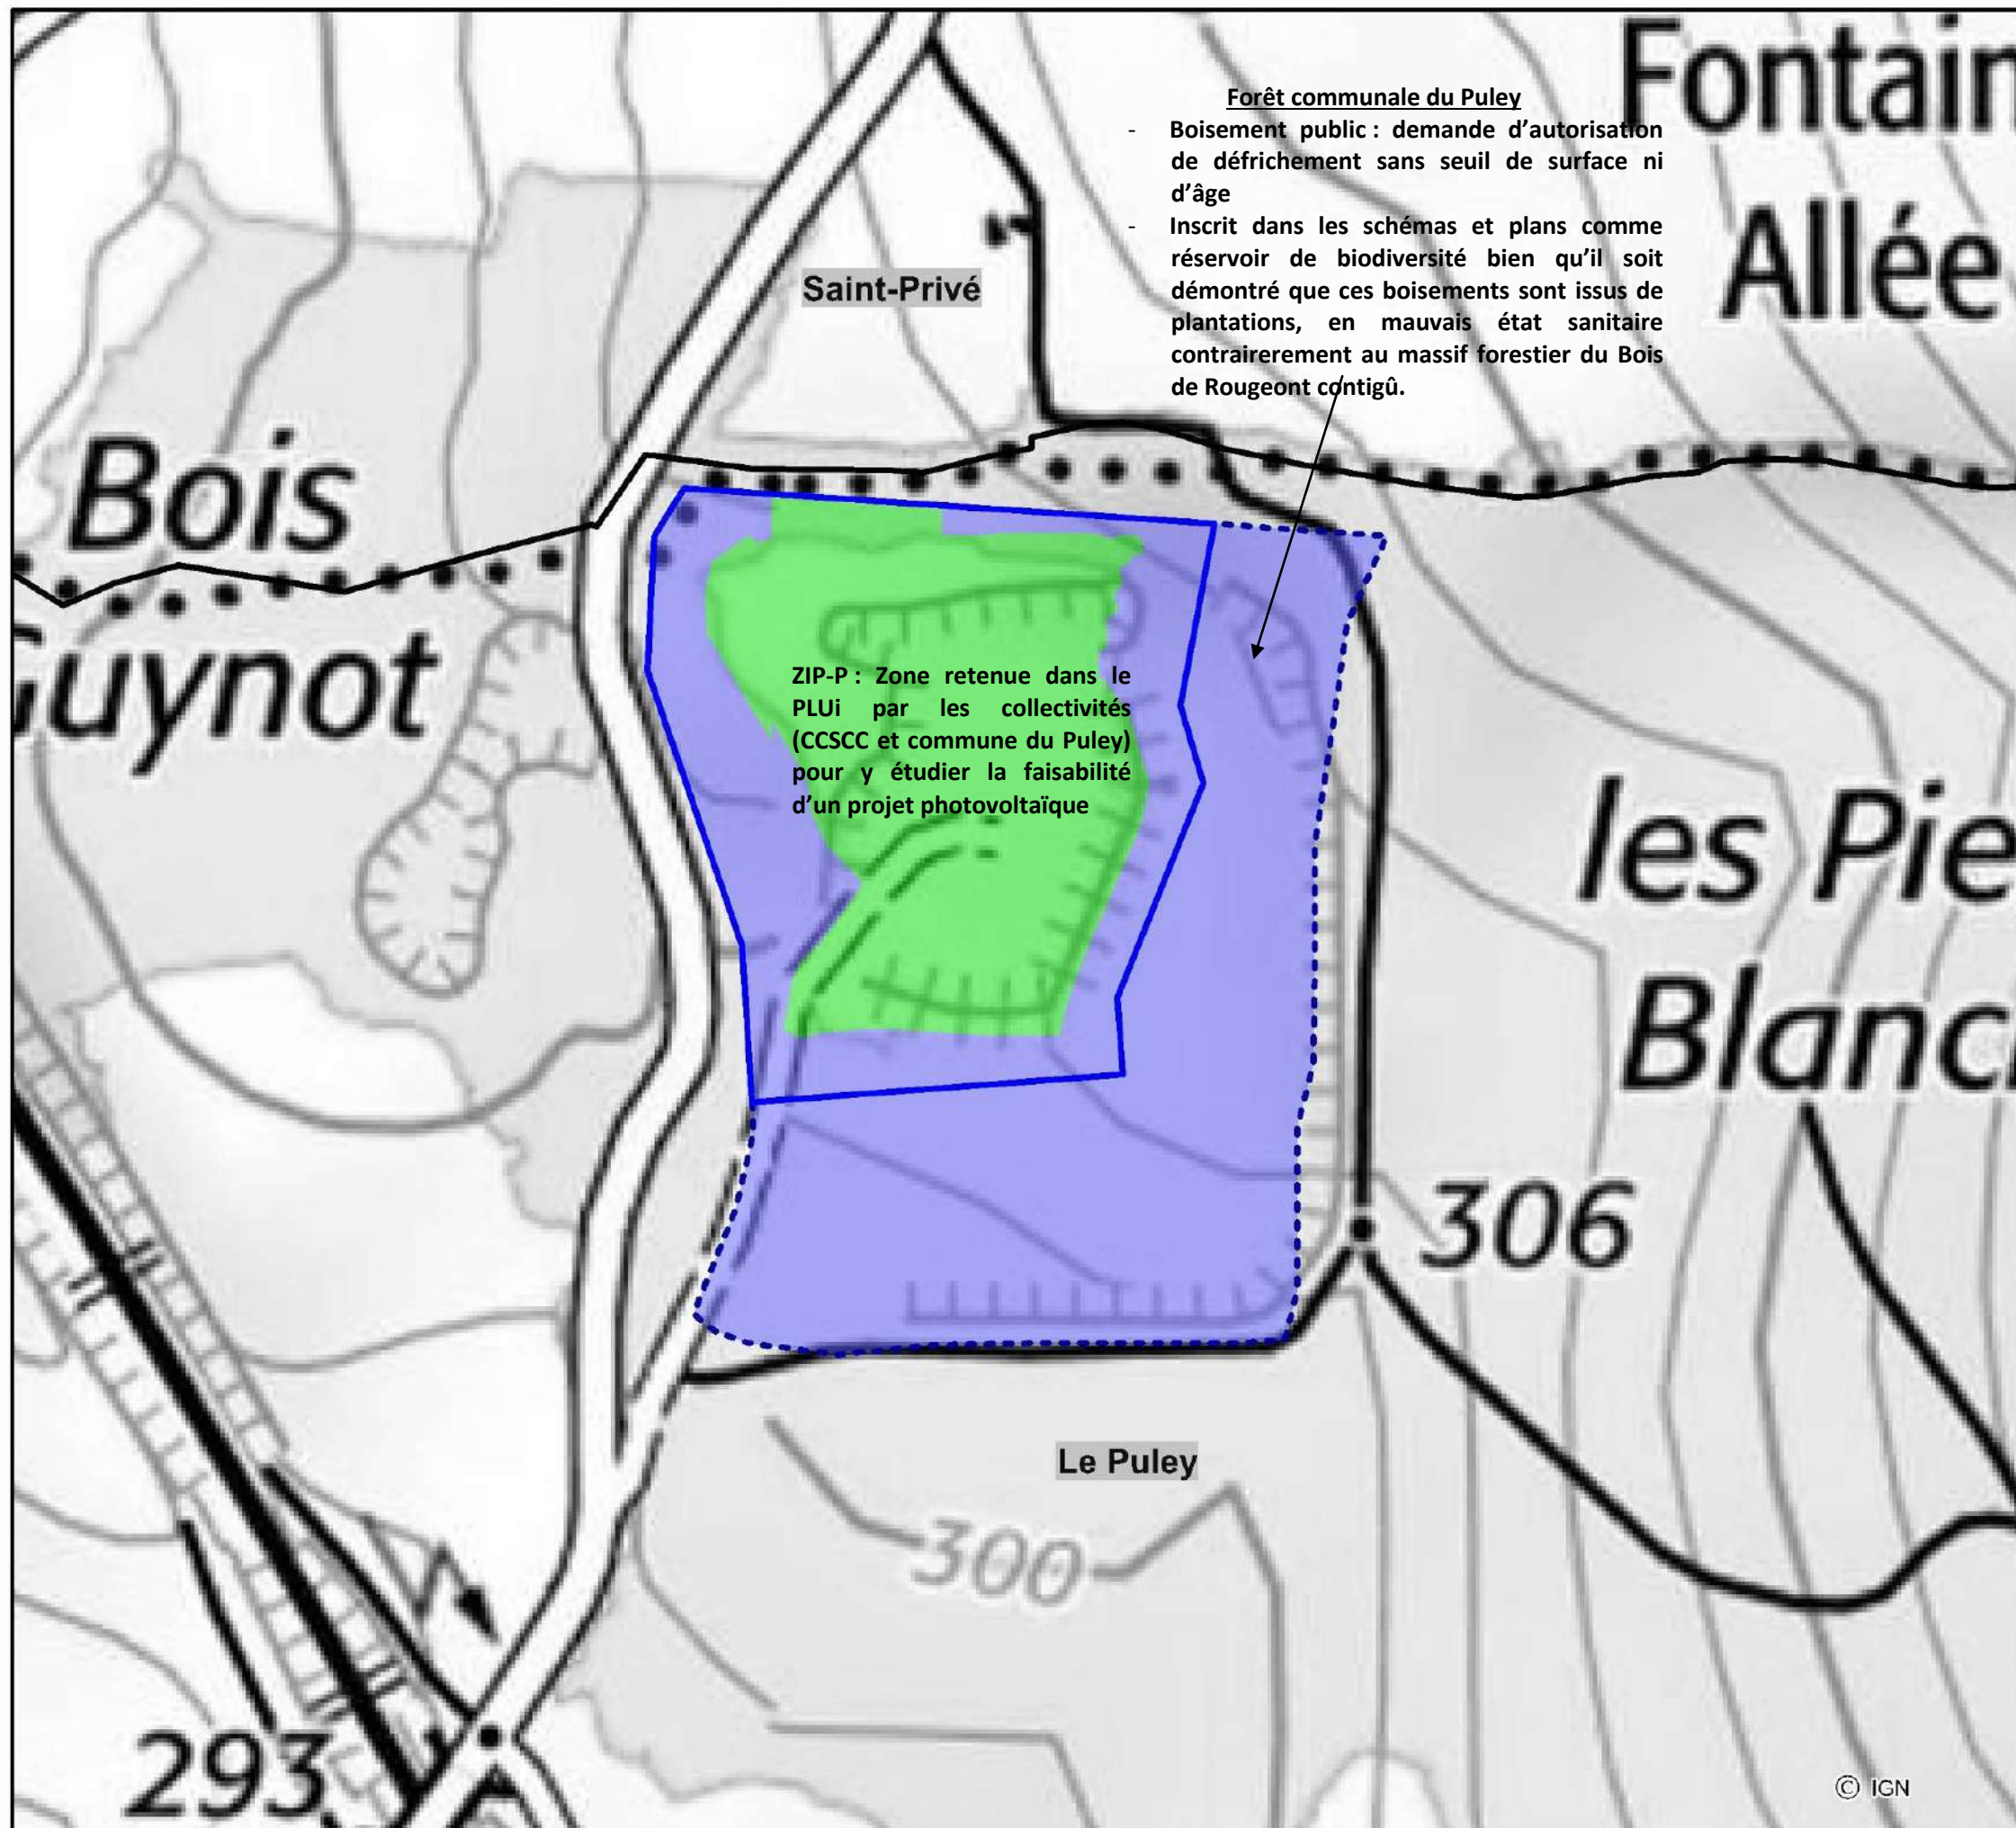 Fontain
Forêt communale du Puley
- Boisement public : demande d'autorisation
de défrichement sans seuil de surface ni
d'âge
- Inscrit dans les schémas et plans comme
réservoir de biodiversité bien qu'il soit
démontré que ces boisements sont issus de
plantations, en mauvais état sanitaire
contrairerement au massif forestier du Bois
de Rougeont contigû.
Allée
Saint-Privé
Bois
Guynot
ZIP-P : Zone retenue dans le
PLUi par les collectivités
(CCSCC et commune du Puley)
pour y étudier la faisabilité
d'un projet photovoltaïque
les Pie
Blanc
306
Le Puley
300
293
© IGN